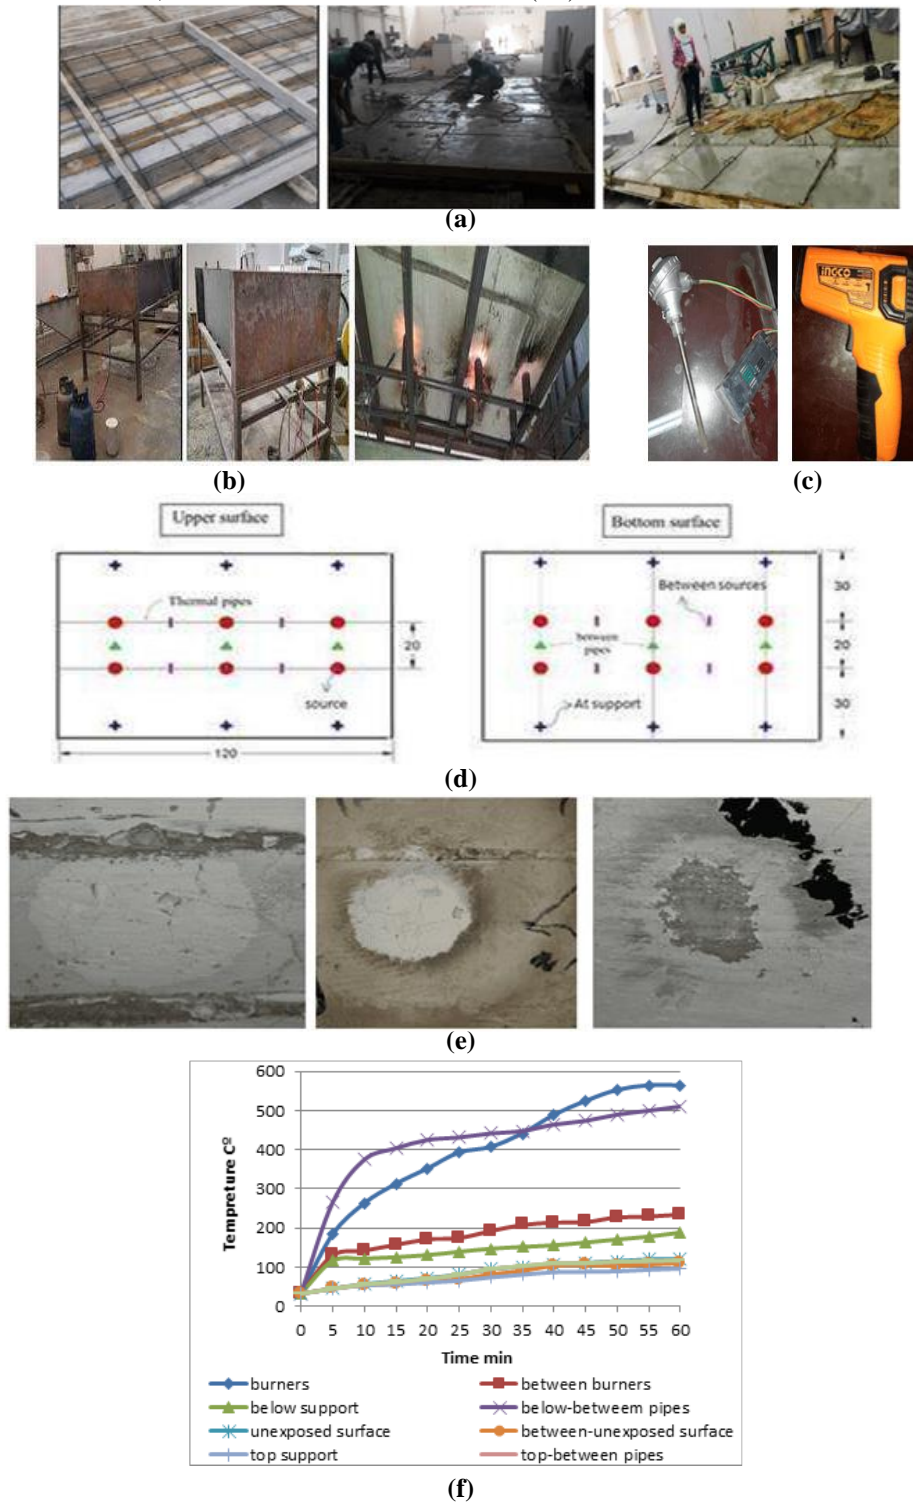 (a)
INGCO
(b)
(c)
Upper surface
Bottom surface
Thermal pipes
20
source
120
Between sources
between
pipes
At support
30
20
30
(d)
(e)
600
500
400
300
200
100
0
Tempreture Cº
0 5 10 15 20 25 30 35 40 45 50 55 60
Time min
burners
between burners
below support
below-betweem pipes
unexposed surface
between-unexposed surface
top support
top-between pipes
(f)